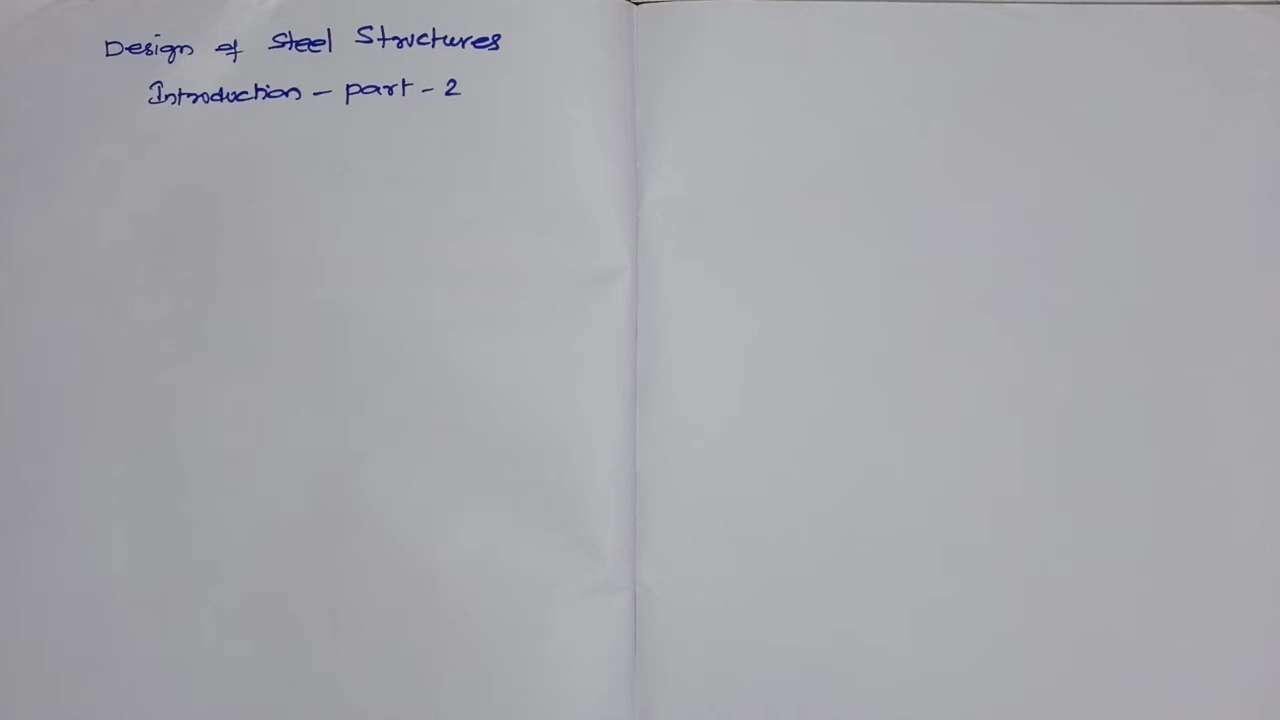 Design of Steel Structures
Introduction - part - 2